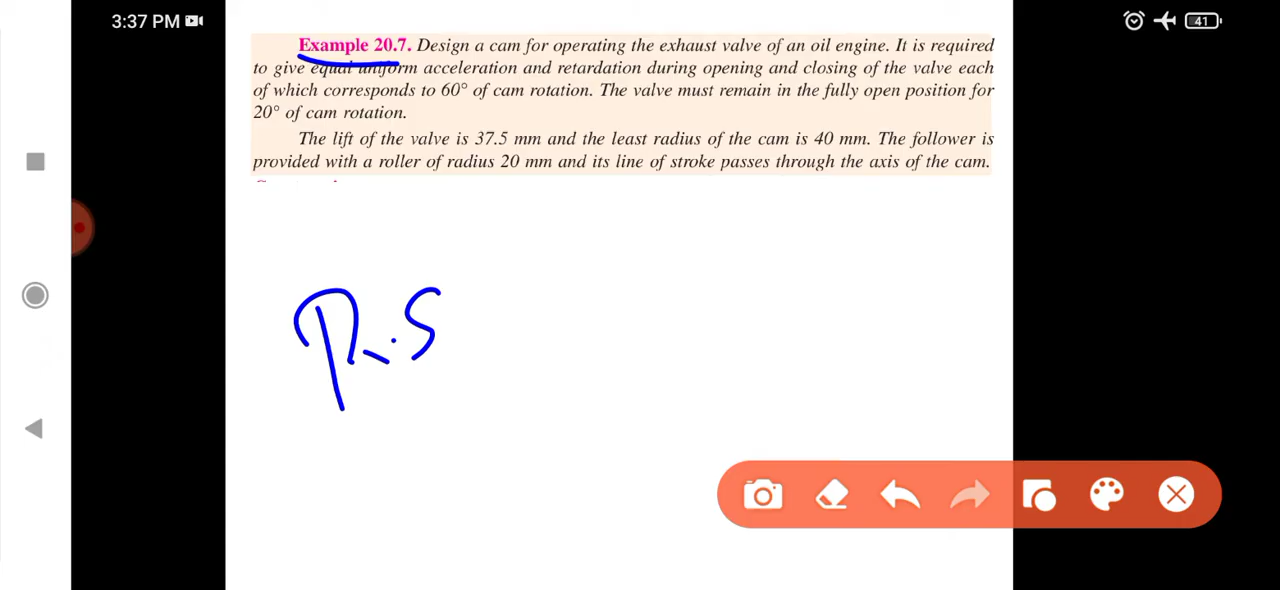 3:37 PM
41
Example 20.7. Design a cam for operating the exhaust valve of an oil engine. It is required
to give equal uniform acceleration and retardation during opening and closing of the valve each
of which corresponds to 60° of cam rotation. The valve must remain in the fully open position for
20° of cam rotation.
The lift of the valve is 37.5 mm and the least radius of the cam is 40 mm. The follower is
provided with a roller of radius 20 mm and its line of stroke passes through the axis of the cam.
R.S